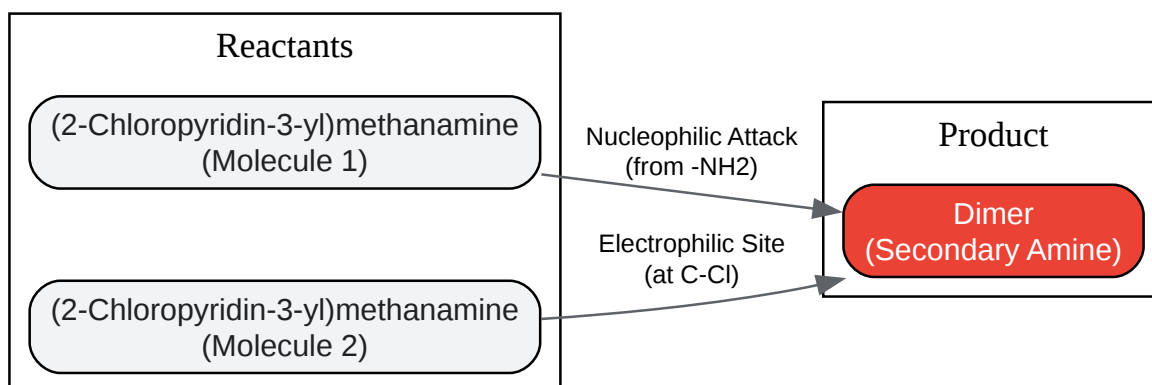 Reactants
(2-Chloropyridin-3-yl)methanamine
(Molecule 1)
Nucleophilic Attack
(from -NH2)
Product
Dimer
(Secondary Amine)
Electrophilic Site
(at C-Cl)
(2-Chloropyridin-3-yl)methanamine
(Molecule 2)